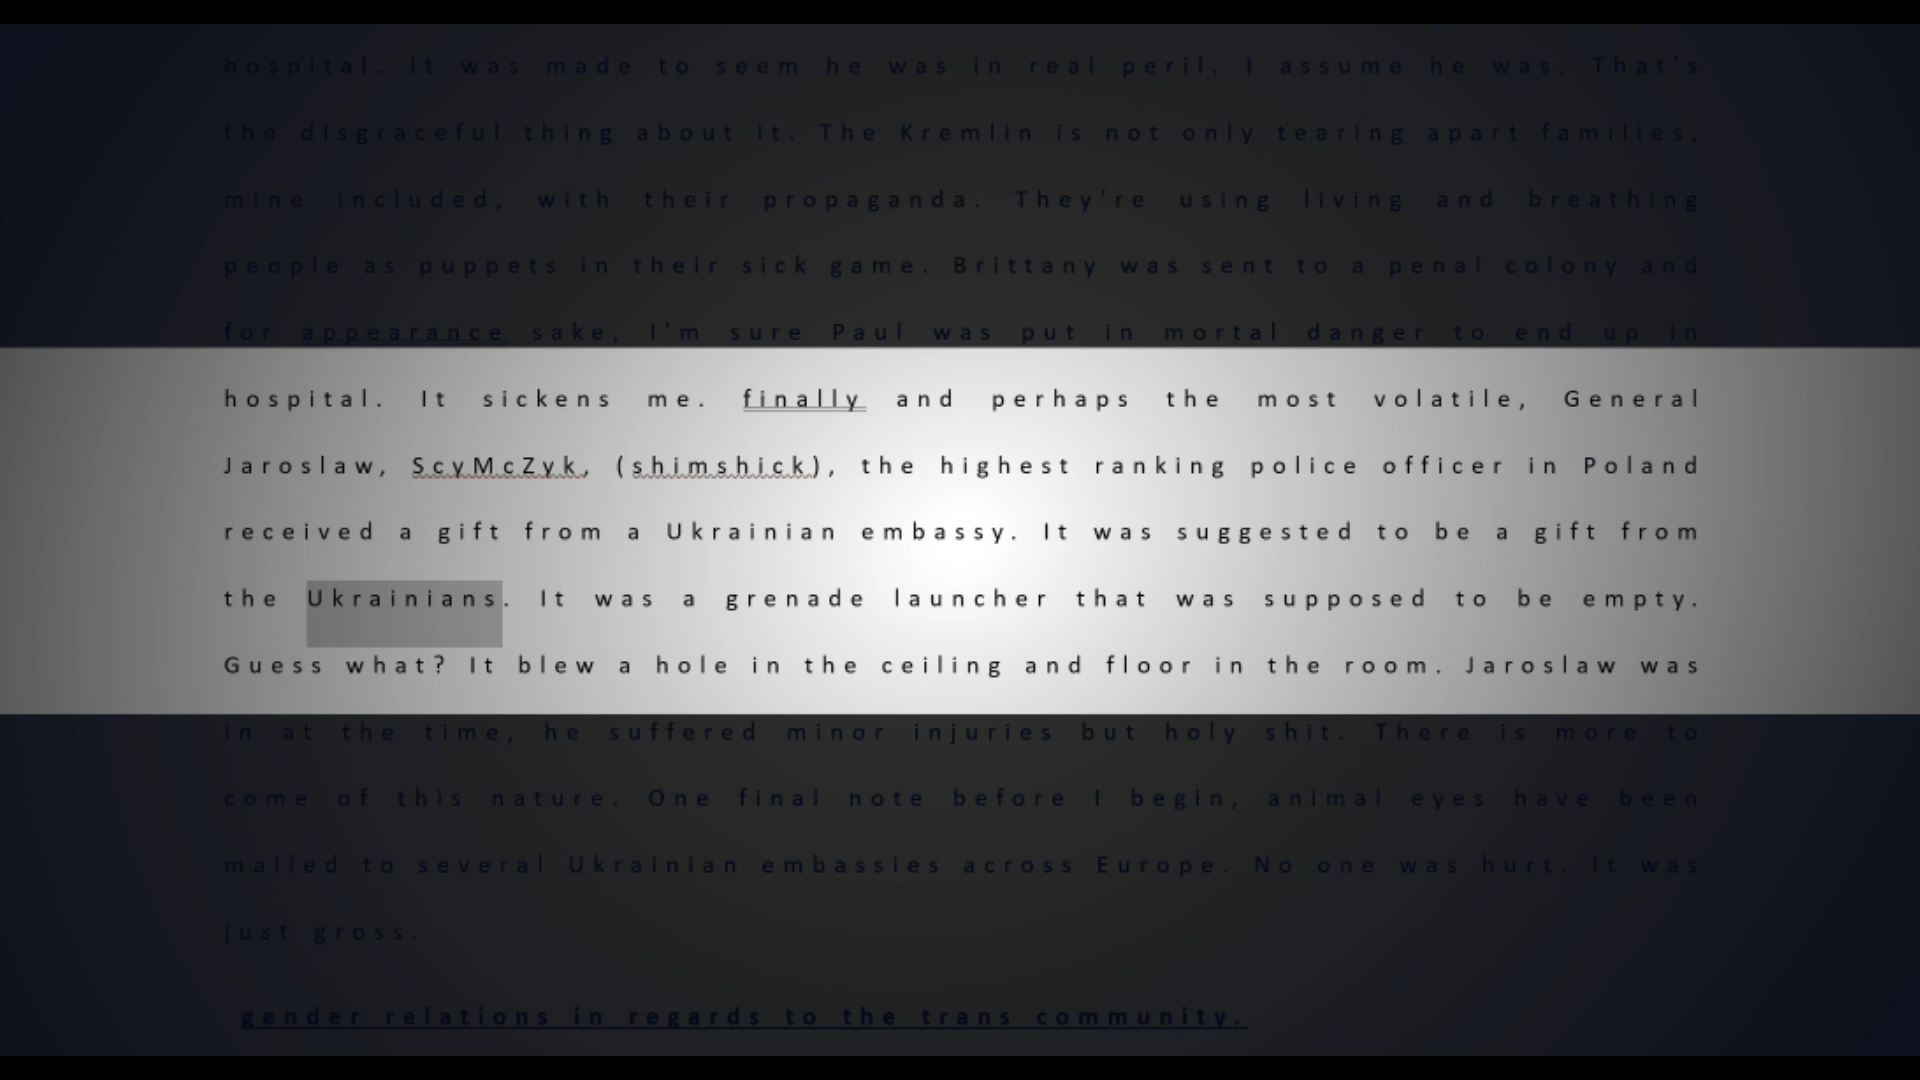 hospital. It was made to seem he was in real peril. I assume he was. That's
the disgraceful thing about it. The Kremlin is not only tearing apart families,
mine included, with their propaganda. They're using living and breathing
people as puppets in their sick game. Brittany was sent to a penal colony and
for appearance sake, I'm sure Paul was put in mortal danger to end up in
hospital. It sickens me. finally and perhaps the most volatile, General
Jaroslaw, ScyMcZyk, (shimshick), the highest ranking police officer in Poland
received a gift from a Ukrainian embassy. It was suggested to be a gift from
the Ukrainians. It was a grenade launcher that was supposed to be empty.
Guess what? It blew a hole in the ceiling and floor in the room. Jaroslaw was
in at the time, he suffered minor injuries but holy shit. There is more to
come of this nature. One final note before I begin, animal eyes have been
mailed to several Ukrainian embassies across Europe. No one was hurt. It was
just gross.
gender relations in regards to the trans community.